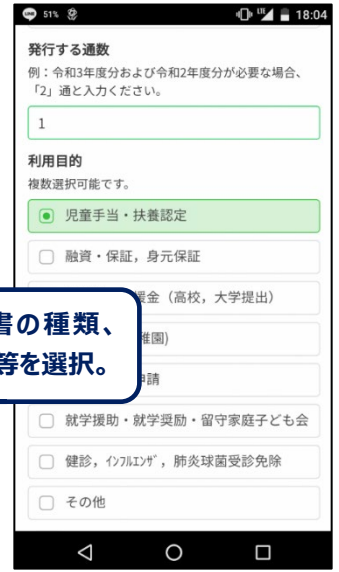 51%
18:04
発行する通数
例：令和3年度分および令和2年度分が必要な場合、
「2」通と入力ください。
1
利用目的
複数選択可能です。
児童手当・扶養認定
融資・保証，身元保証
援金（高校，大学提出）
稚園)
書の種類、
等を選択。
申請
就学援助・就学奨励・留守家庭子ども会
健診，ｲﾝﾌﾙｴﾝｻﾞ，肺炎球菌受診免除
その他